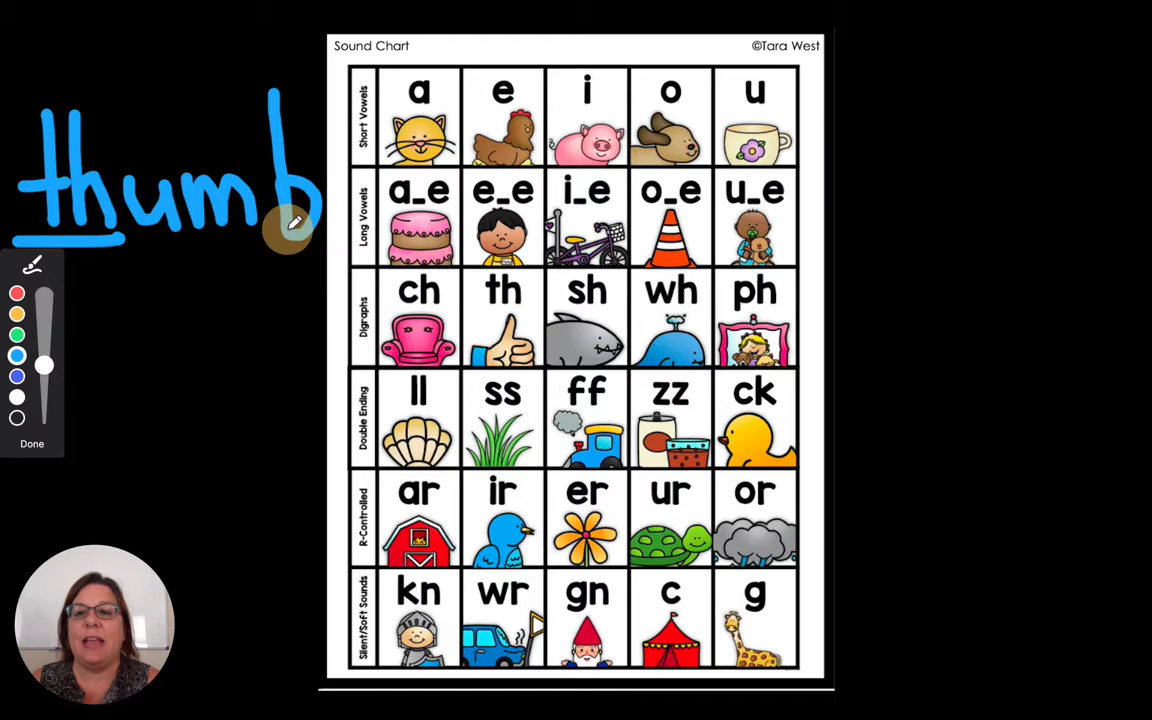 Sound Chart ©Tara West
thumb
Short Vowels a e i o u
Long Vowels a_e e_e i_e o_e u_e
Digraphs ch th sh wh ph
Double Ending ll ss ff zz ck
R-Controlled ar ir er ur or
Silent/Soft Sounds kn wr gn c g
Done